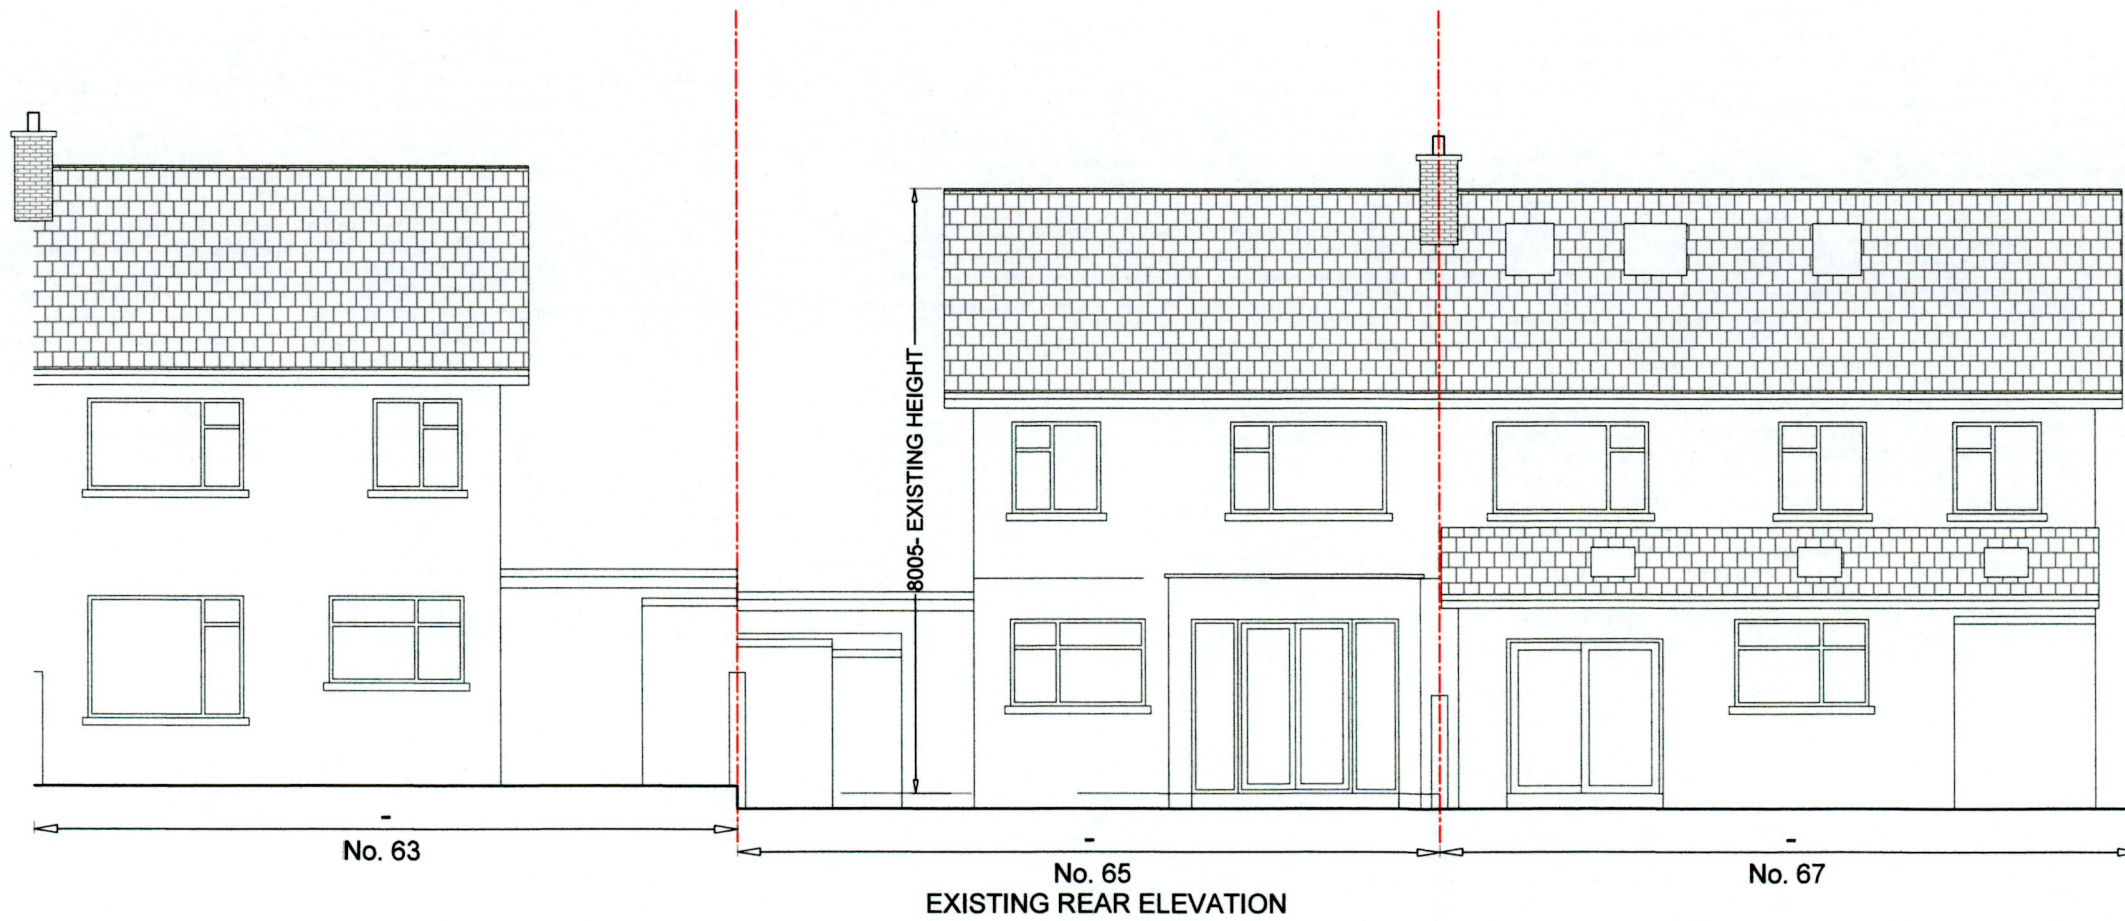 8005- EXISTING HEIGHT
No. 63
No. 65
No. 67
EXISTING REAR ELEVATION